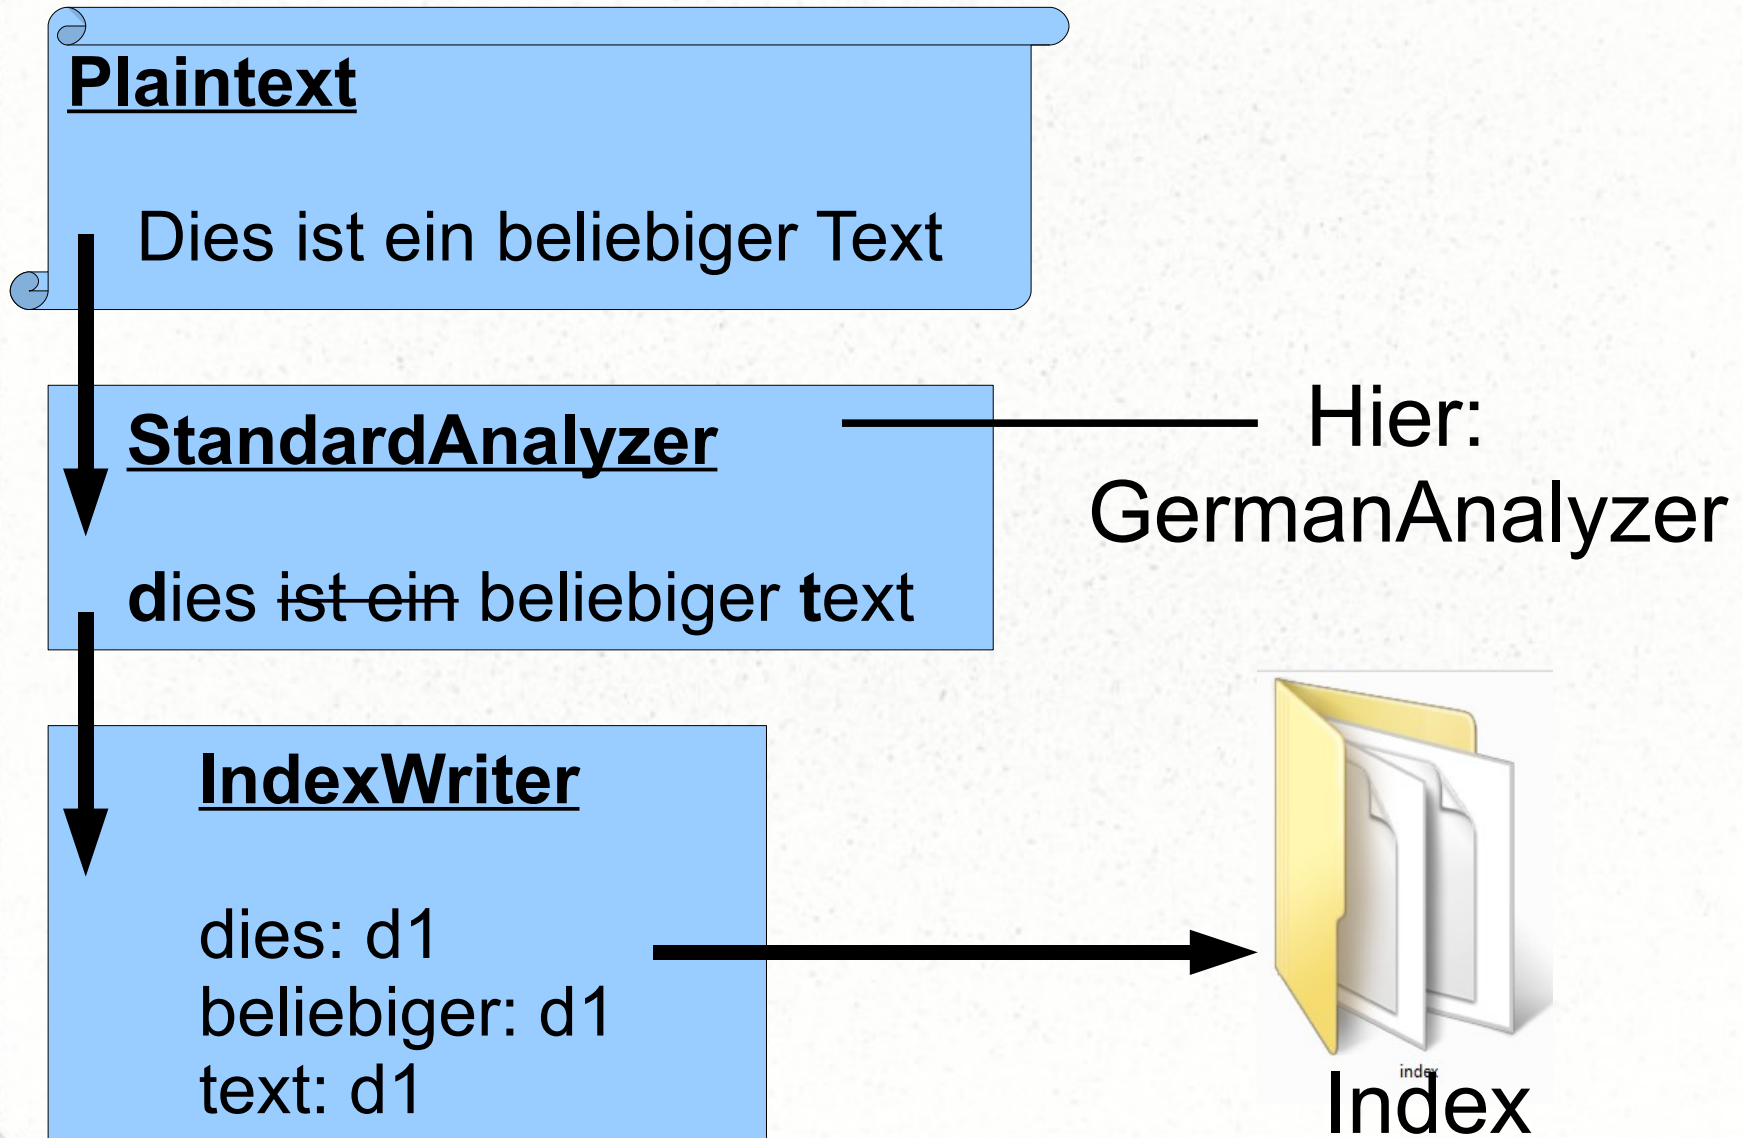 Plaintext
Dies ist ein beliebiger Text
StandardAnalyzer
Hier:
GermanAnalyzer
dies ist ein beliebiger text
IndexWriter
dies: d1
beliebiger: d1
text: d1
index
Index